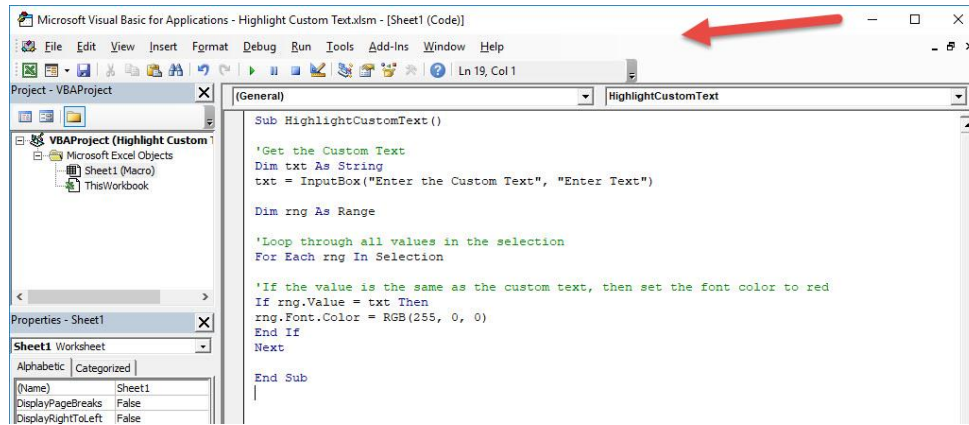 Microsoft Visual Basic for Applications - Highlight Custom Text.xlsm - [Sheet1 (Code)]
File Edit View Insert Format Debug Run Tools Add-Ins Window Help
Ln 19, Col 1
Project - VBAProject
(General) HighlightCustomText
VBAProject (Highlight Custom
Microsoft Excel Objects
Sheet1 (Macro)
ThisWorkbook
Properties - Sheet1
Sheet1 Worksheet
Alphabetic Categorized
(Name) Sheet1
DisplayPageBreaks False
DisplayRightToLeft False
Sub HighlightCustomText()
'Get the Custom Text
Dim txt As String
txt = InputBox("Enter the Custom Text", "Enter Text")
Dim rng As Range
'Loop through all values in the selection
For Each rng In Selection
'If the value is the same as the custom text, then set the font color to red
If rng.Value = txt Then
rng.Font.Color = RGB(255, 0, 0)
End If
Next
End Sub